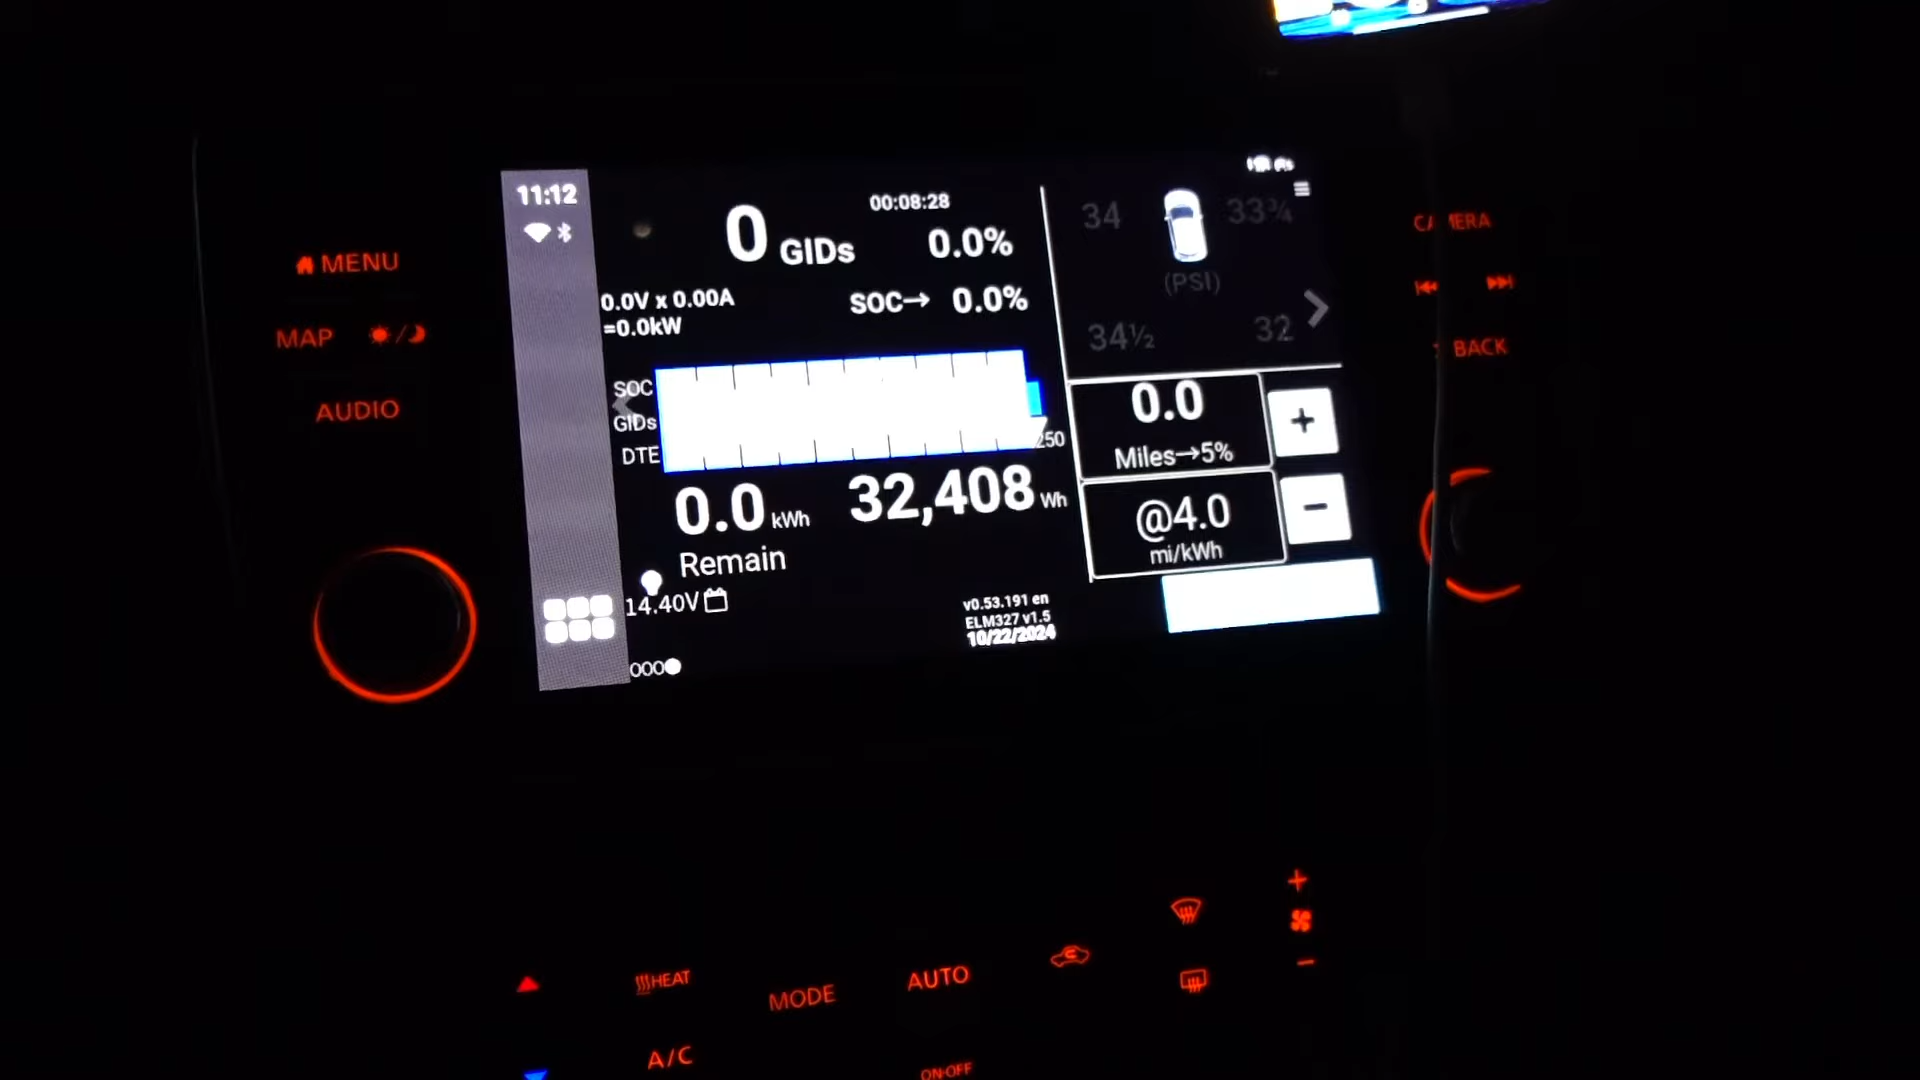 11:12
00:08:28
0 GIDs
0.0%
0.0V x 0.00A
=0.0kW
SOC→ 0.0%
SOC
GIDs
DTE
250
0.0 kWh
32,408 Wh
Remain
14.40V
v0.53.191 en
ELM327 v1.5
10/22/2024
34
33¾
(PSI)
34½
32
0.0
Miles→5%
+
@4.0
mi/kWh
−
MENU
MAP
AUDIO
CAMERA
BACK
HEAT
MODE
AUTO
A/C
ON·OFF
+
−